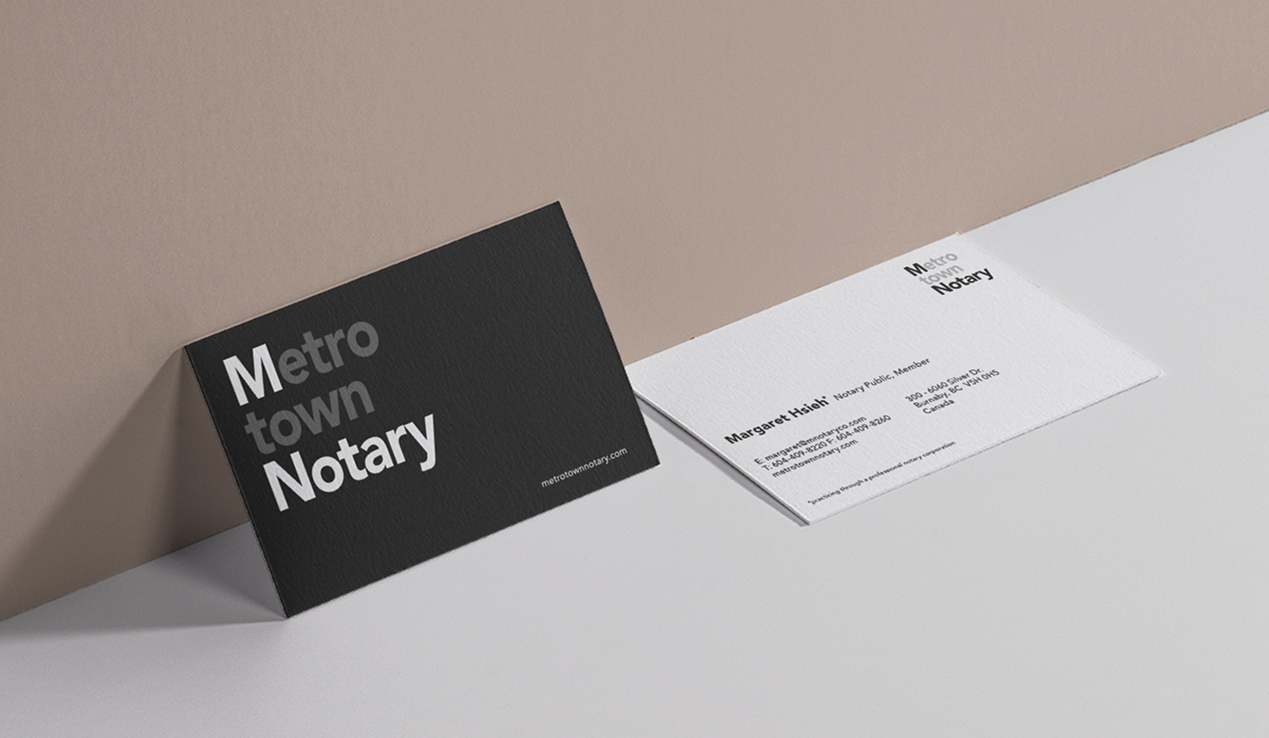 Metro
town
Notary
metrotownnotary.com
Metro
town
Notary
Margaret Hsieh* Notary Public, Member
E: margaret@mnotaryco.com
T: 604-409-8220 F: 604-409-8260
metrotownnotary.com
300 - 6060 Silver Dr.
Burnaby, BC V5H 0H5
Canada
*practicing through a professional notary corporation